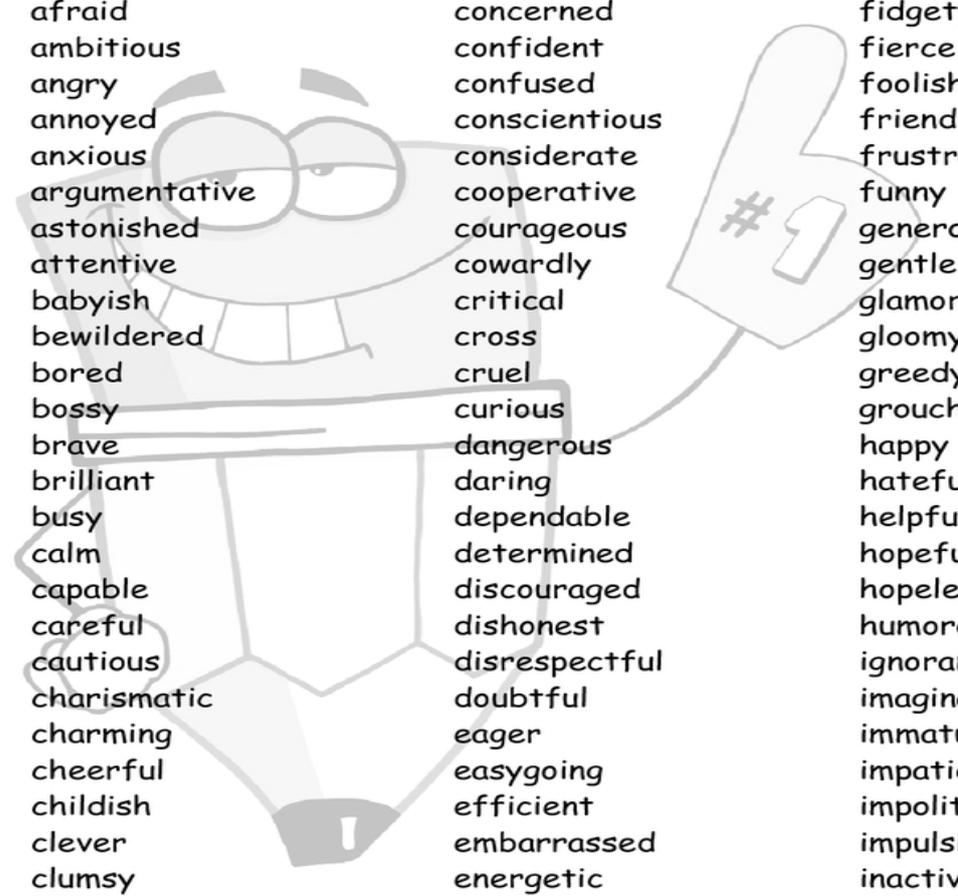 afraid
ambitious
angry
annoyed
anxious
argumentative
astonished
attentive
babyish
bewildered
bored
bossy
brave
brilliant
busy
calm
capable
careful
cautious
charismatic
charming
cheerful
childish
clever
clumsy
concerned
confident
confused
conscientious
considerate
cooperative
courageous
cowardly
critical
cross
cruel
curious
dangerous
daring
dependable
determined
discouraged
dishonest
disrespectful
doubtful
eager
easygoing
efficient
embarrassed
energetic
#1
fidget
fierce
foolish
friend
frustr
funny
genero
gentle
glamor
gloomy
greedy
grouch
happy
hatefu
helpfu
hopefu
hopele
humoro
ignora
imagin
immatu
impati
impolit
impulsi
inactiv